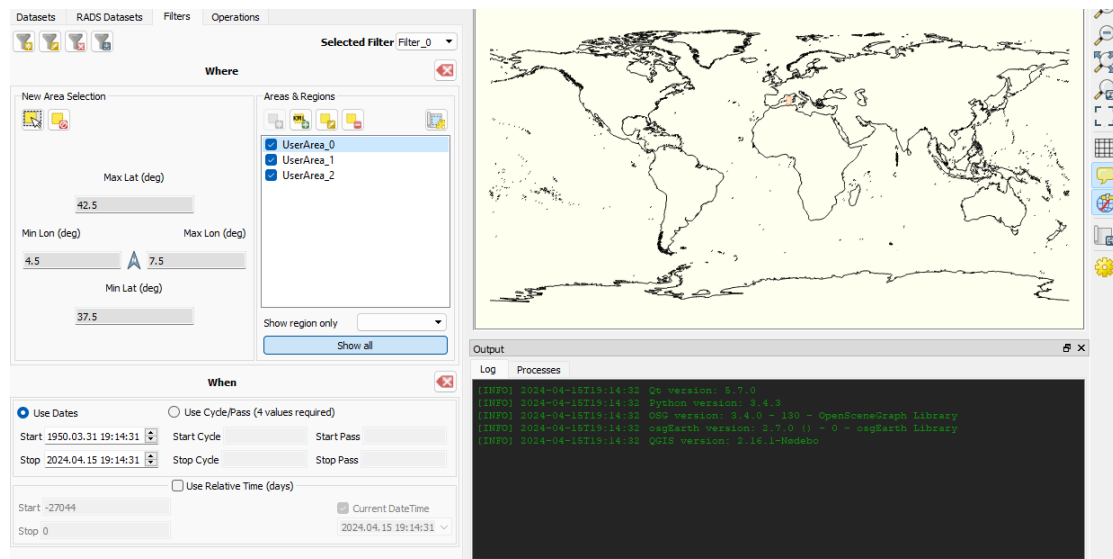 Datasets RADS Datasets Filters Operations
Selected Filter Filter_0
Where
New Area Selection
Areas & Regions
KML
UserArea_0
UserArea_1
UserArea_2
Max Lat (deg)
42.5
Min Lon (deg) Max Lon (deg)
4.5 7.5
Min Lat (deg)
37.5
Show region only
Show all
When
Use Dates Use Cycle/Pass (4 values required)
Start 1950.03.31 19:14:31 Start Cycle Start Pass
Stop 2024.04.15 19:14:31 Stop Cycle Stop Pass
Use Relative Time (days)
Start -27044 Current DateTime
Stop 0 2024.04.15 19:14:31
Output
Log Processes
[INFO] 2024-04-15T19:14:32 Qt version: 5.7.0
[INFO] 2024-04-15T19:14:32 Python version: 3.4.3
[INFO] 2024-04-15T19:14:32 OSG version: 3.4.0 - 130 - OpenSceneGraph Library
[INFO] 2024-04-15T19:14:32 osgEarth version: 2.7.0 () - 0 - osgEarth Library
[INFO] 2024-04-15T19:14:32 QGIS version: 2.16.1-Nødebo